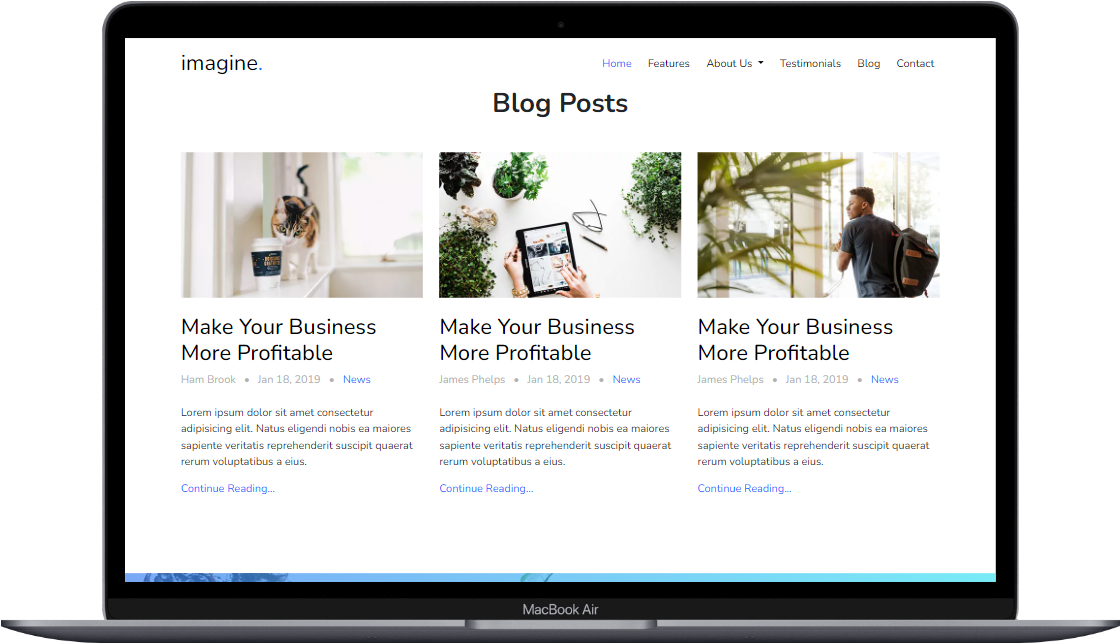 imagine.
Home Features About Us Testimonials Blog Contact
Blog Posts
Make Your Business
More Profitable
Ham Brook • Jan 18, 2019 • News
Lorem ipsum dolor sit amet consectetur
adipisicing elit. Natus eligendi nobis ea maiores
sapiente veritatis reprehenderit suscipit quaerat
rerum voluptatibus a eius.
Continue Reading...
Make Your Business
More Profitable
James Phelps • Jan 18, 2019 • News
Lorem ipsum dolor sit amet consectetur
adipisicing elit. Natus eligendi nobis ea maiores
sapiente veritatis reprehenderit suscipit quaerat
rerum voluptatibus a eius.
Continue Reading...
Make Your Business
More Profitable
James Phelps • Jan 18, 2019 • News
Lorem ipsum dolor sit amet consectetur
adipisicing elit. Natus eligendi nobis ea maiores
sapiente veritatis reprehenderit suscipit quaerat
rerum voluptatibus a eius.
Continue Reading...
MacBook Air